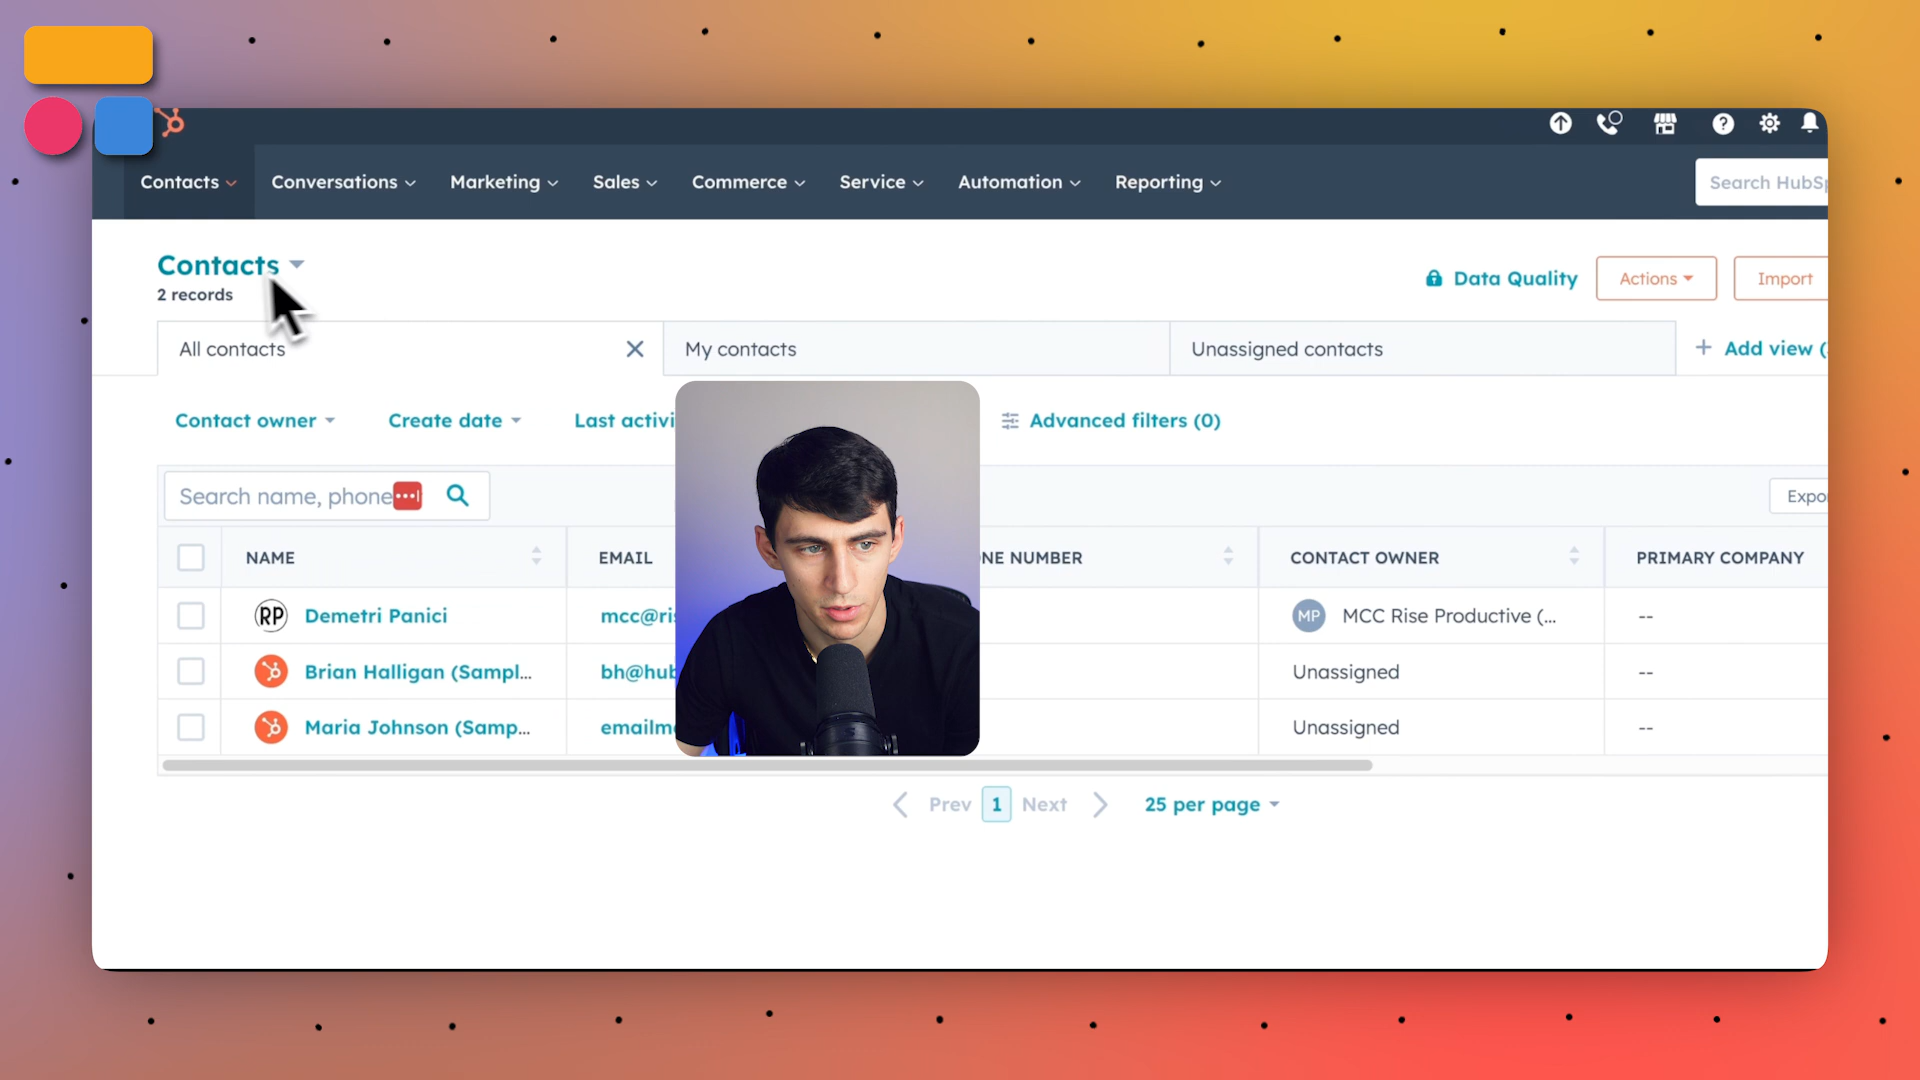 Contacts Conversations Marketing Sales Commerce Service Automation Reporting Search HubSp
Contacts
2 records
Data Quality Actions Import
All contacts My contacts Unassigned contacts + Add view (
Contact owner Create date Last activi Advanced filters (0)
Search name, phone Expo
NAME EMAIL NE NUMBER CONTACT OWNER PRIMARY COMPANY
RP Demetri Panici mcc@ris MP MCC Rise Productive (... --
Brian Halligan (Sampl... bh@hub Unassigned --
Maria Johnson (Samp... emailm Unassigned --
Prev 1 Next 25 per page